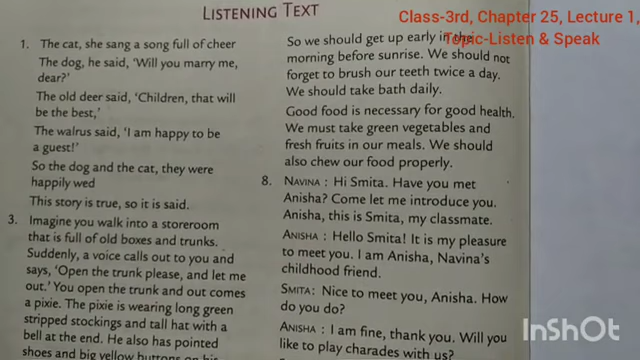 LISTENING TEXT
Class-3rd, Chapter 25, Lecture 1,
Topic-Listen & Speak
1. The cat, she sang a song full of cheer
The dog, he said, 'Will you marry me,
dear?'
The old deer said, 'Children, that will
be the best,'
The walrus said, 'I am happy to be
a guest!'
So the dog and the cat, they were
happily wed
This story is true, so it is said.
3. Imagine you walk into a storeroom
that is full of old boxes and trunks.
Suddenly, a voice calls out to you and
says, 'Open the trunk please, and let me
out.' You open the trunk and out comes
a pixie. The pixie is wearing long green
stripped stockings and tall hat with a
bell at the end. He also has pointed
shoes and big yellow buttons on his
So we should get up early in the
morning before sunrise. We should not
forget to brush our teeth twice a day.
We should take bath daily.
Good food is necessary for good health.
We must take green vegetables and
fresh fruits in our meals. We should
also chew our food properly.
8. NAVINA : Hi Smita. Have you met
Anisha? Come let me introduce you.
Anisha, this is Smita, my classmate.
ANISHA : Hello Smita! It is my pleasure
to meet you. I am Anisha, Navina's
childhood friend.
SMITA : Nice to meet you, Anisha. How
do you do?
ANISHA : I am fine, thank you. Will you
like to play charades with us?
InShOt